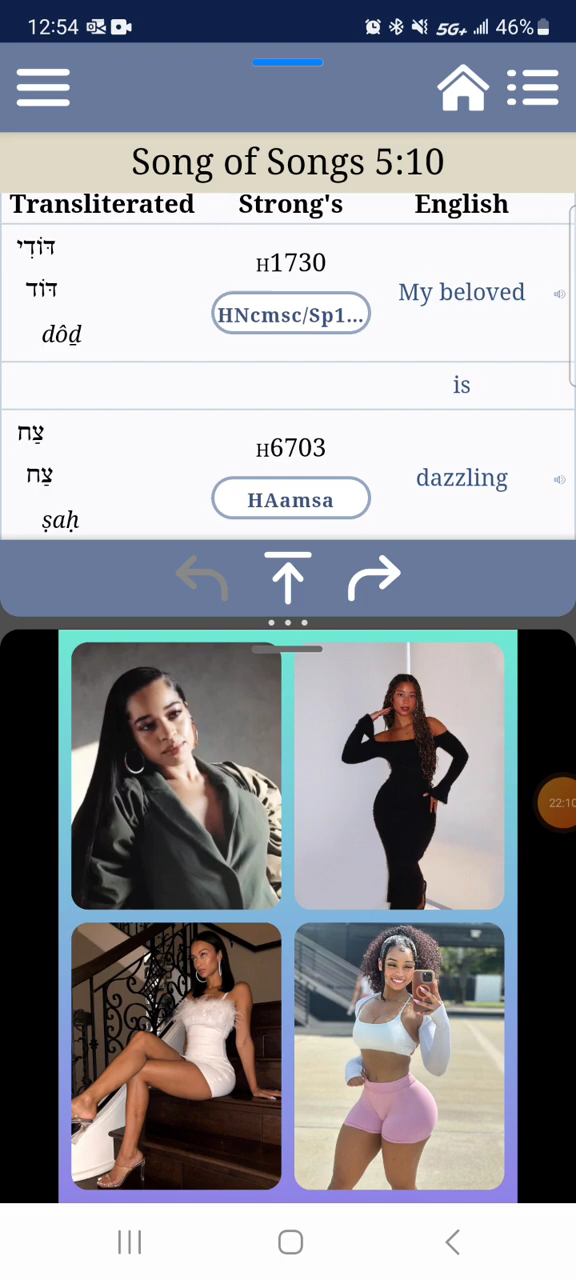 12:54 5G+ 46%
Song of Songs 5:10
Transliterated Strong's English
דּוֹדִי
דּוֹד
dôḏ
H1730
HNcmsc/Sp1...
My beloved
is
צַח
צַח
ṣaḥ
H6703
HAamsa
dazzling
22:10